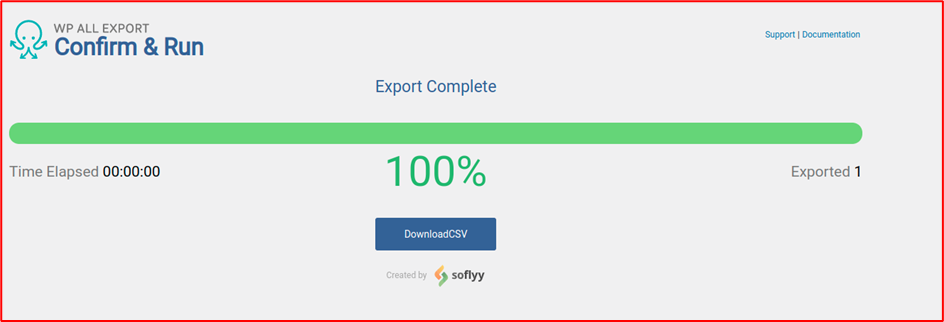 WP ALL EXPORT
Confirm & Run
Support | Documentation
Export Complete
Time Elapsed 00:00:00
100%
Exported 1
DownloadCSV
Created by soflyy